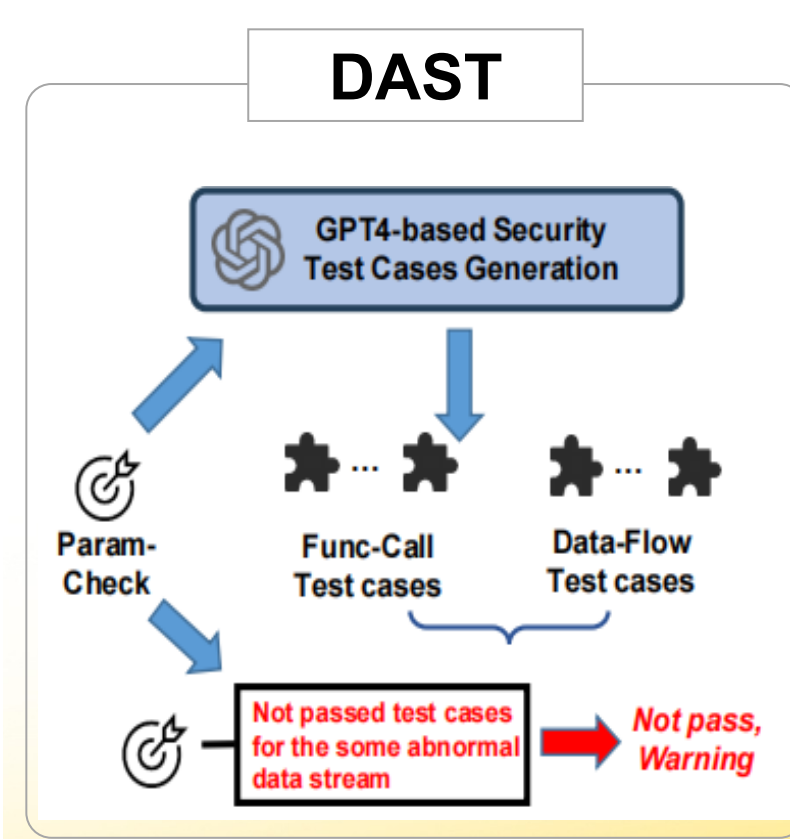 DAST
GPT4-based Security
Test Cases Generation
Param-
Check
...
Func-Call
Test cases
...
Data-Flow
Test cases
Not passed test cases
for the some abnormal
data stream
Not pass,
Warning